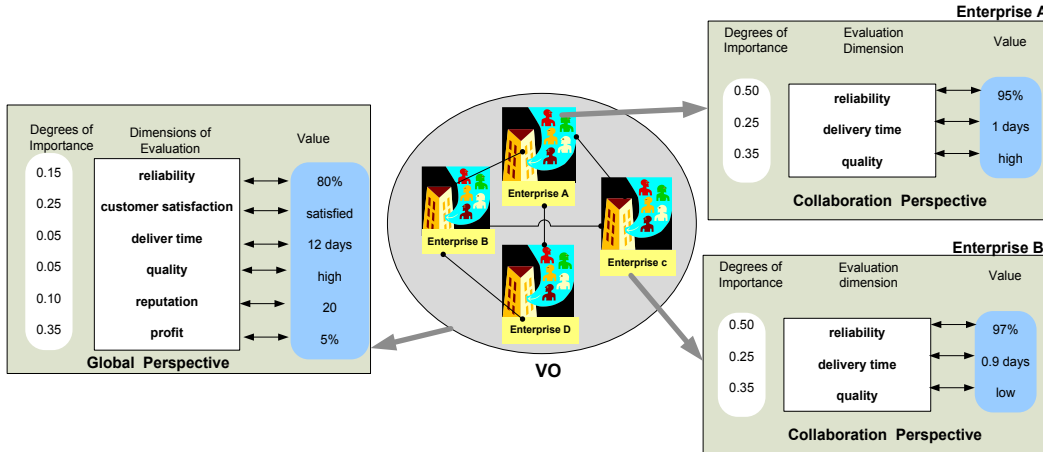 Degrees of
Importance
Dimensions of
Evaluation
Value
0.15
reliability
80%
0.25
customer satisfaction
satisfied
0.05
deliver time
12 days
0.05
quality
high
0.10
reputation
20
0.35
profit
5%
Global Perspective
Enterprise A
Enterprise B
Enterprise c
Enterprise D
VO
Enterprise A
Degrees of
Importance
Evaluation
Dimension
Value
0.50
reliability
95%
0.25
delivery time
1 days
0.35
quality
high
Collaboration Perspective
Enterprise B
Degrees of
Importance
Evaluation
dimension
Value
0.50
reliability
97%
0.25
delivery time
0.9 days
0.35
quality
low
Collaboration Perspective